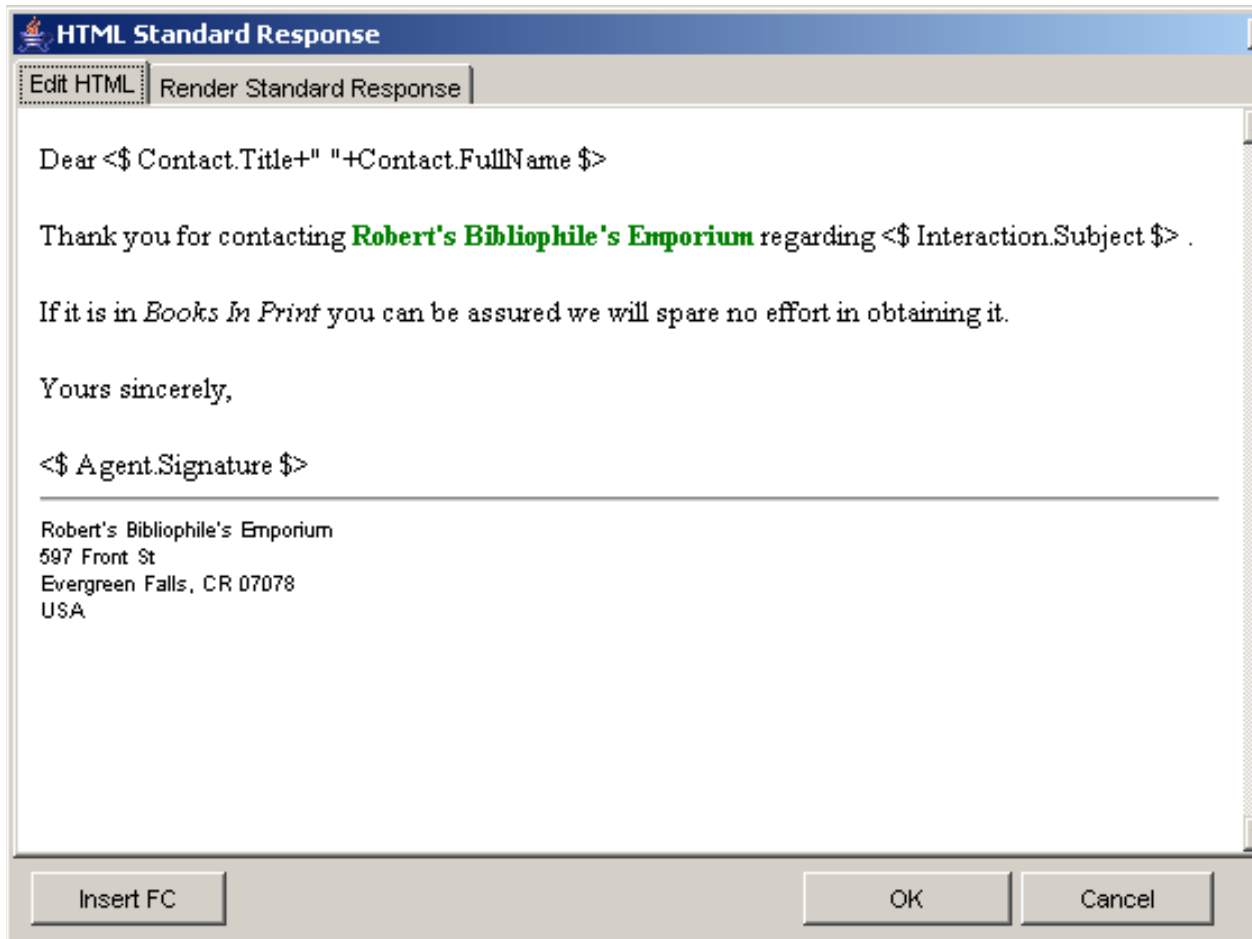 HTML Standard Response
Edit HTML
Render Standard Response
Dear <$ Contact.Title+" "+Contact.FullName $>
Thank you for contacting Robert's Bibliophile's Emporium regarding <$ Interaction.Subject $> .
If it is in Books In Print you can be assured we will spare no effort in obtaining it.
Yours sincerely,
<$ Agent.Signature $>
Robert's Bibliophile's Emporium
597 Front St
Evergreen Falls, CR 07078
USA
Insert FC
OK
Cancel